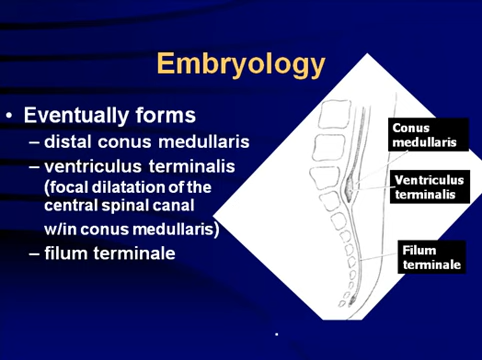 Embryology
• Eventually forms
– distal conus medullaris
– ventriculus terminalis
(focal dilatation of the
central spinal canal
w/in conus medullaris)
– filum terminale
Conus
medullaris
Ventriculus
terminalis
Filum
terminale